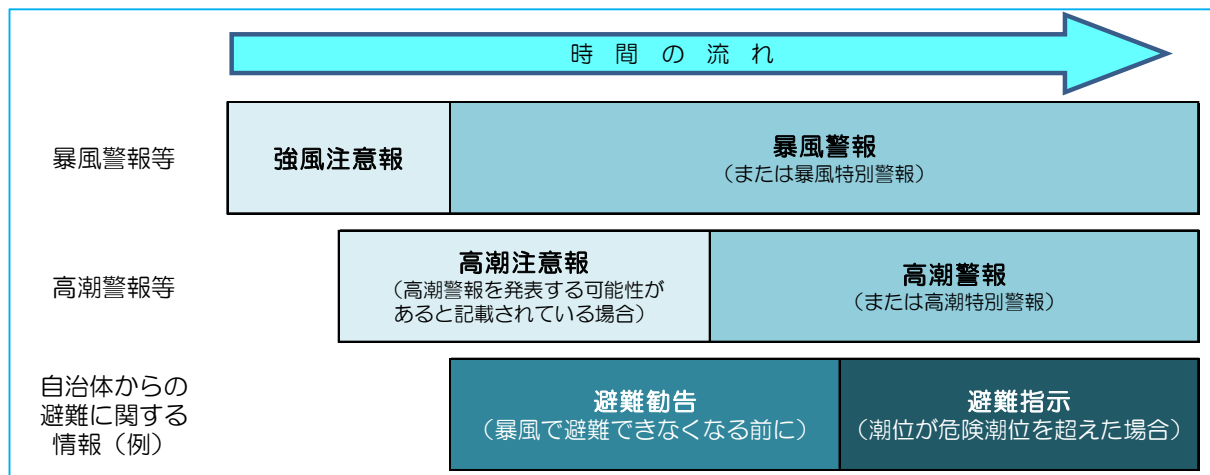 時間の流れ
暴風警報等
強風注意報
暴風警報
（または暴風特別警報）
高潮警報等
高潮注意報
（高潮警報を発表する可能性が
あると記載されている場合）
高潮警報
（または高潮特別警報）
自治体からの
避難に関する
情報（例）
避難勧告
（暴風で避難できなくなる前に）
避難指示
（潮位が危険潮位を超えた場合）